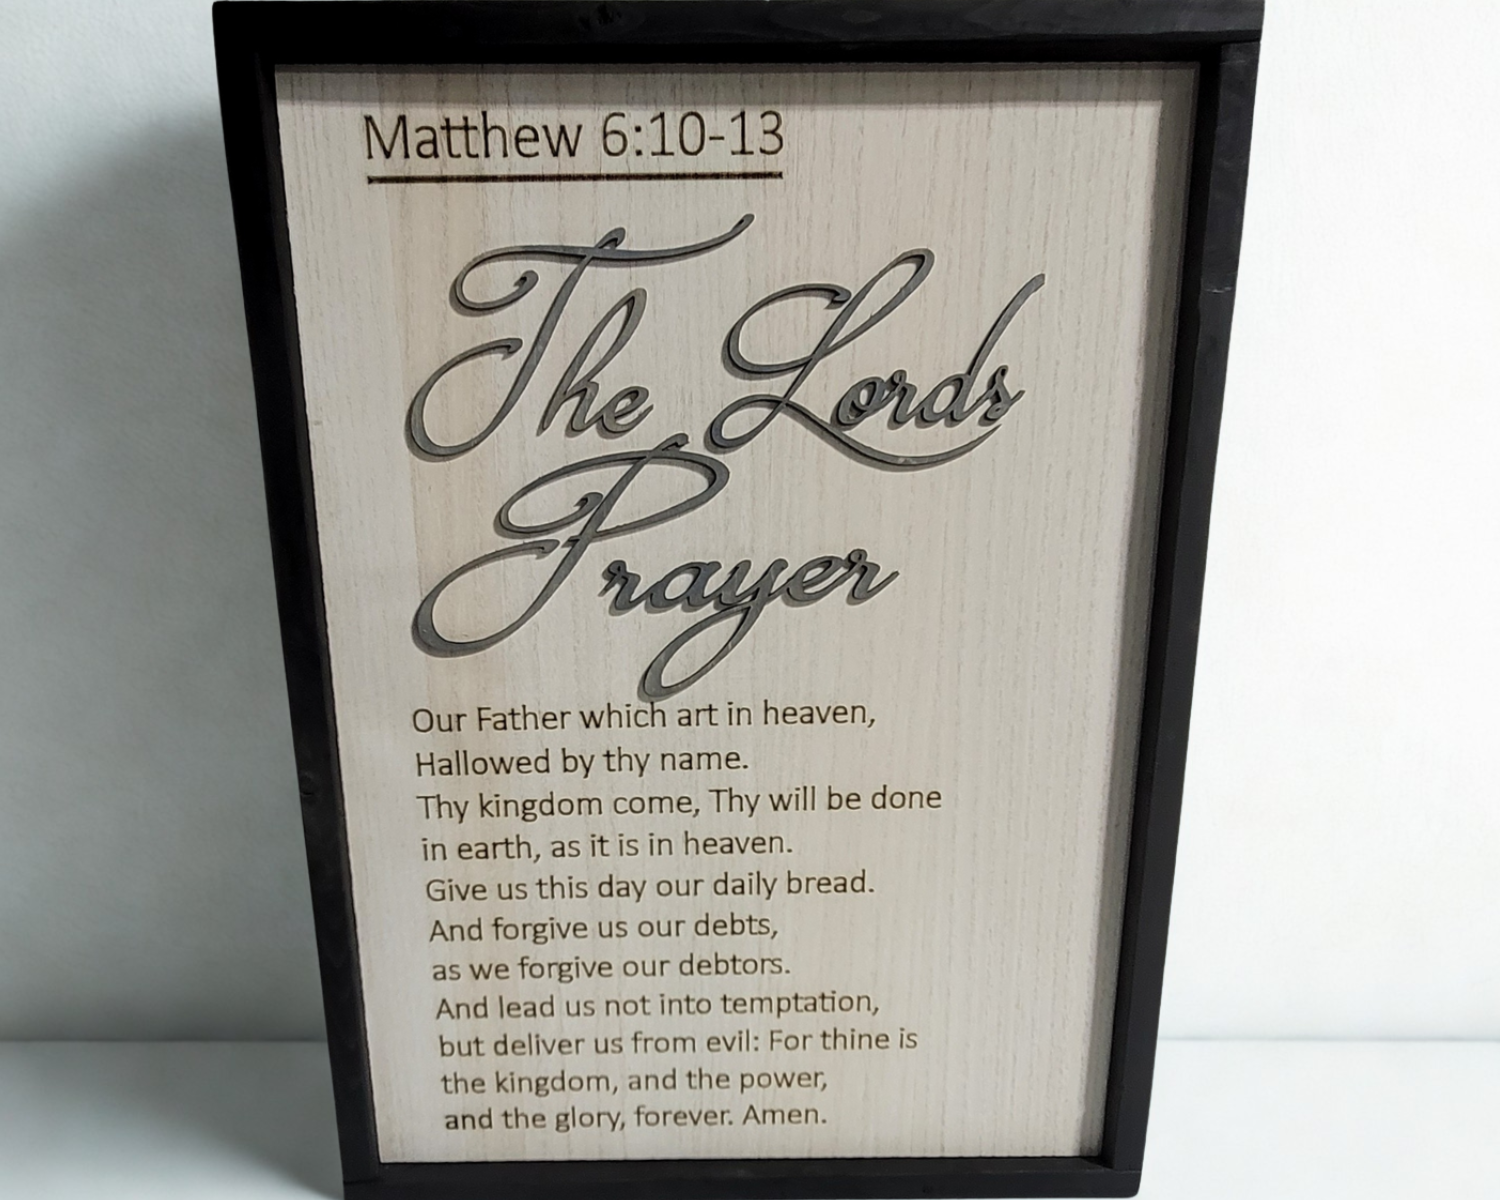 Matthew 6:10-13
The Lords
Prayer
Our Father which art in heaven,
Hallowed by thy name.
Thy kingdom come, Thy will be done
in earth, as it is in heaven.
Give us this day our daily bread.
And forgive us our debts,
as we forgive our debtors.
And lead us not into temptation,
but deliver us from evil: For thine is
the kingdom, and the power,
and the glory, forever. Amen.